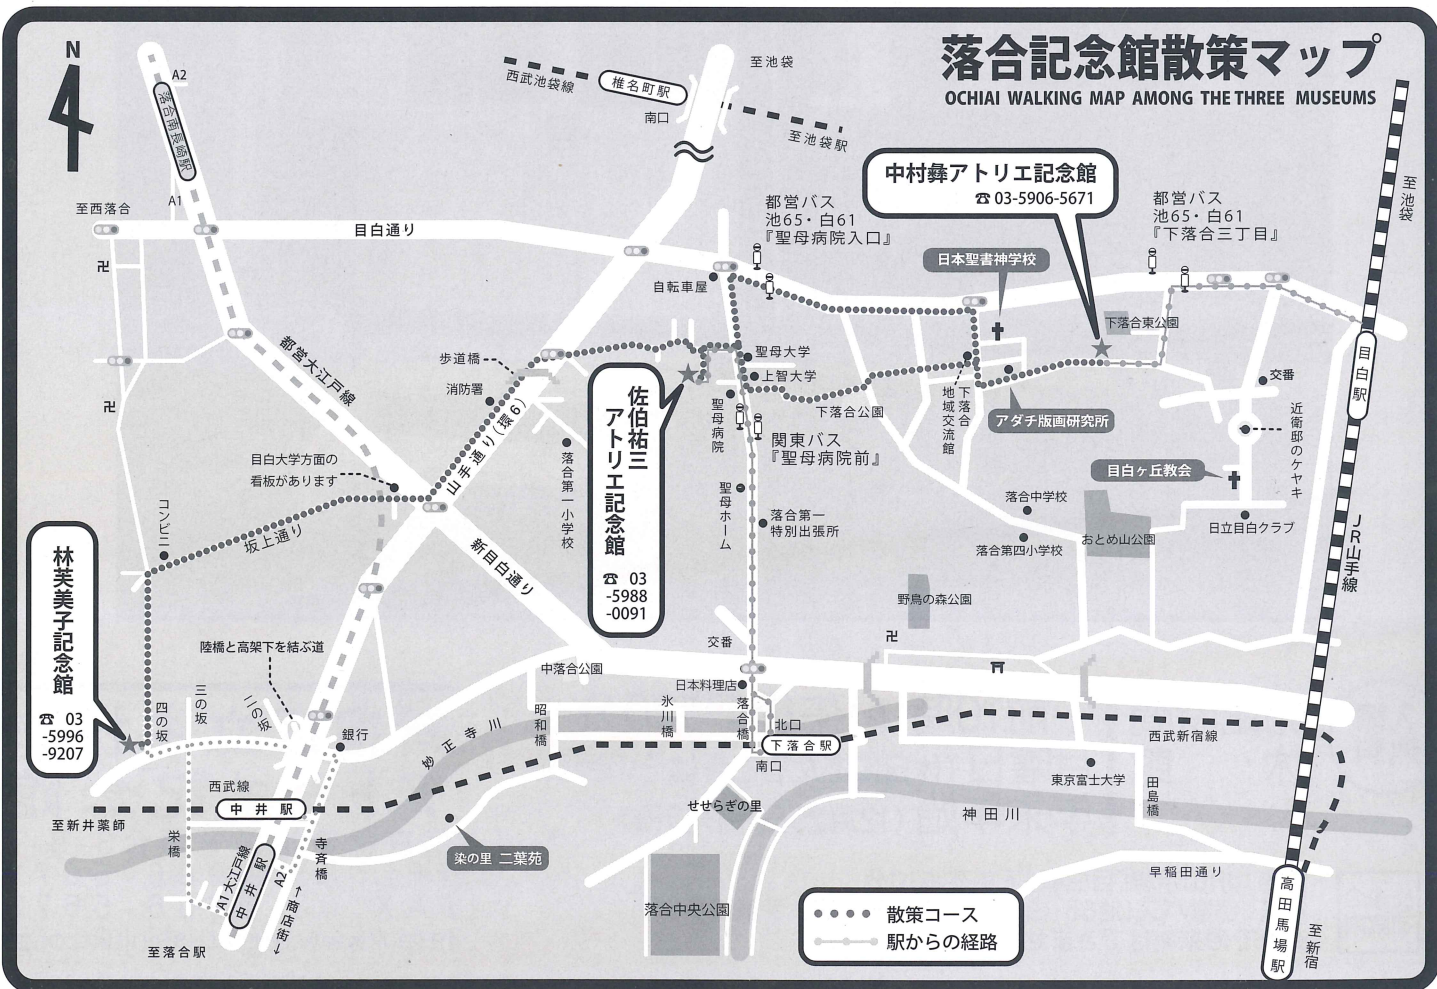 落合記念館散策マップ
OCHIAI WALKING MAP AMONG THE THREE MUSEUMS
N
A2
落合南長崎駅
A1
至西落合
目白通り
西武池袋線
椎名町駅
南口
至池袋
至池袋駅
都営バス
池65・白61
『聖母病院入口』
自転車屋
中村彝アトリエ記念館
☎ 03-5906-5671
都営バス
池65・白61
『下落合三丁目』
至池袋
日本聖書神学校
下落合東公園
目白駅
都営大江戸線
歩道橋
消防署
山手通り(環6)
佐伯祐三
アトリエ記念館
☎ 03
-5988
-0091
聖母大学
上智大学
聖母病院
下落合公園
下落合
地域交流館
アダチ版画研究所
交番
近衛邸のケヤキ
関東バス
『聖母病院前』
目白ヶ丘教会
目白大学方面の
看板があります
落合第一小学校
聖母ホーム
落合第一
特別出張所
落合中学校
落合第四小学校
おとめ山公園
日立目白クラブ
JR山手線
コンビニ
坂上通り
新目白通り
林芙美子記念館
☎ 03
-5996
-9207
野鳥の森公園
陸橋と高架下を結ぶ道
交番
中落合公園
日本料理店
四の坂
三の坂
二の坂
銀行
妙正寺川
昭和橋
氷川橋
落合橋
北口
下落合駅
南口
西武新宿線
西武線
中井駅
至新井薬師
栄橋
寺斉橋
染の里 二葉苑
せせらぎの里
神田川
東京富士大学
田島橋
早稲田通り
A1
大江戸線
中井駅
A2
←商店街→
至落合駅
落合中央公園
散策コース
駅からの経路
高田馬場駅
至新宿